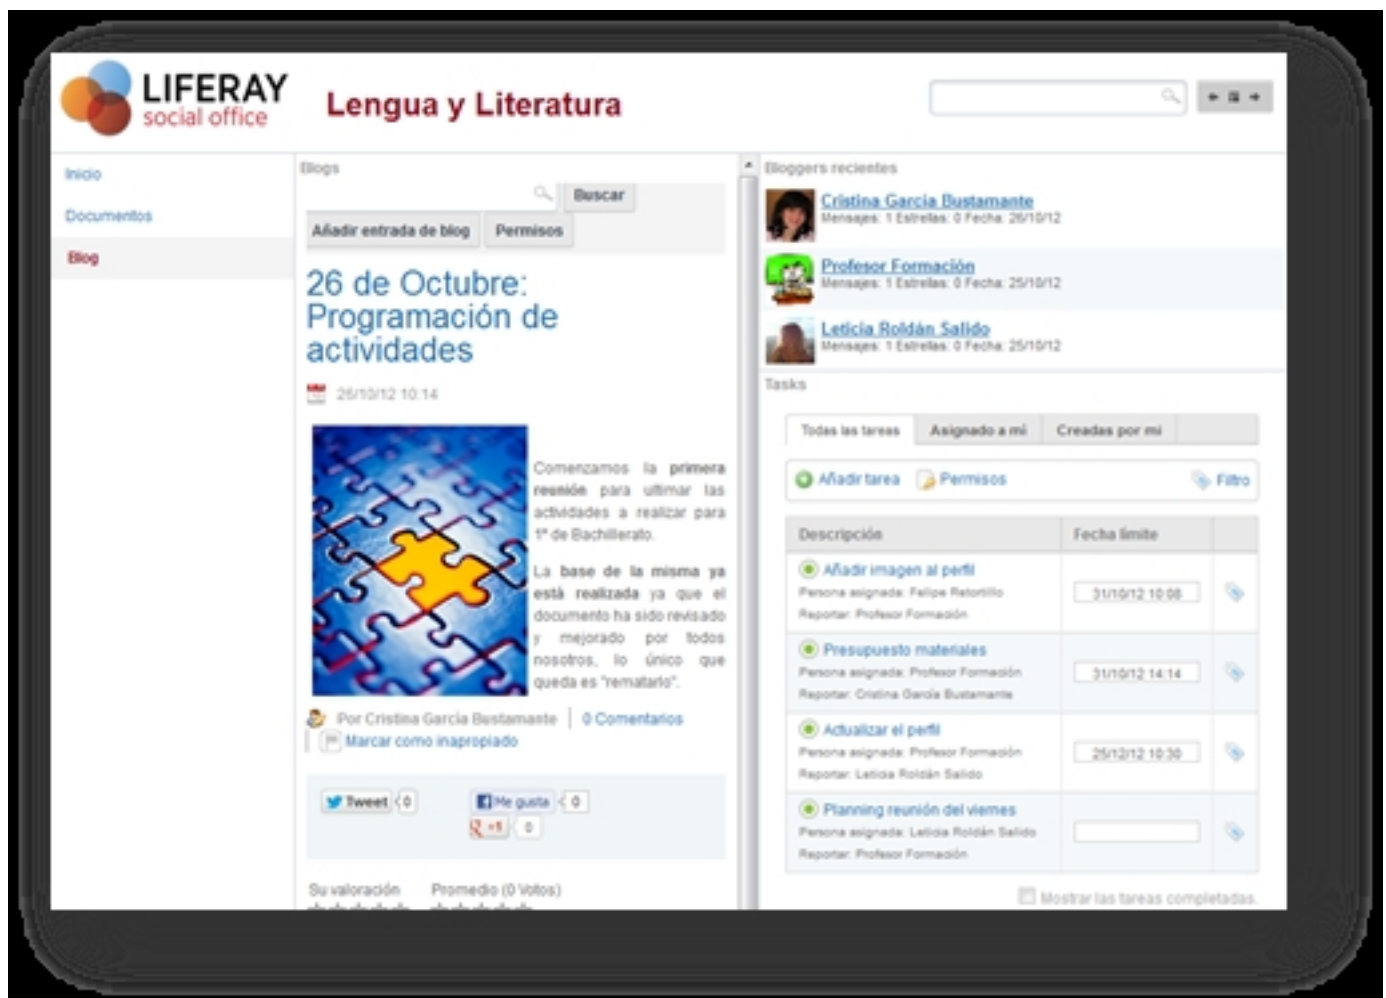 LIFERAY
social office
Lengua y Literatura
Inicio
Documentos
Blog
Blogs
Buscar
Añadir entrada de blog
Permisos
26 de Octubre:
Programación de
actividades
26/10/12 10:14
Comenzamos la primera
reunión para ultimar las
actividades a realizar para
1º de Bachillerato.
La base de la misma ya
está realizada ya que el
documento ha sido revisado
y mejorado por todos
nosotros, lo único que
queda es "rematarlo".
Por Cristina García Bustamante | 0 Comentarios
| Marcar como inapropiado
Tweet 0
Me gusta 0
+1 0
Su valoración Promedio (0 Votos)
Bloggers recientes
Cristina García Bustamante
Mensajes: 1 Estrellas: 0 Fecha: 26/10/12
Profesor Formación
Mensajes: 1 Estrellas: 0 Fecha: 25/10/12
Leticia Roldán Salido
Mensajes: 1 Estrellas: 0 Fecha: 25/10/12
Tasks
Todas las tareas Asignado a mí Creadas por mí
Añadir tarea Permisos Filtro
Descripción Fecha límite
Añadir imagen al perfil
Persona asignada: Felipe Retortillo
31/10/12 10:08
Reportar: Profesor Formación
Presupuesto materiales
Persona asignada: Profesor Formación
31/10/12 14:14
Reportar: Cristina García Bustamante
Actualizar el perfil
Persona asignada: Profesor Formación
25/12/12 10:30
Reportar: Leticia Roldán Salido
Planning reunión del viernes
Persona asignada: Leticia Roldán Salido
Reportar: Profesor Formación
Mostrar las tareas completadas.